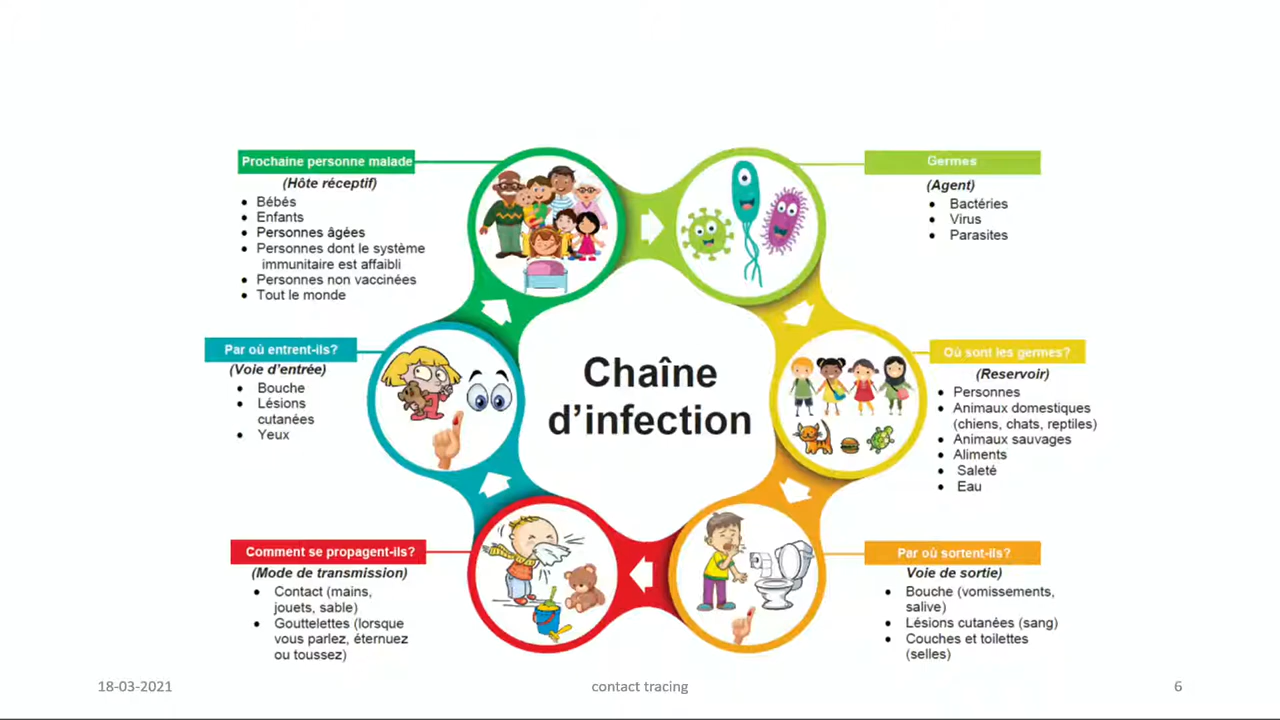 Prochaine personne malade
(Hôte réceptif)
• Bébés
• Enfants
• Personnes âgées
• Personnes dont le système
immunitaire est affaibli
• Personnes non vaccinées
• Tout le monde
Germes
(Agent)
• Bactéries
• Virus
• Parasites
Où sont les germes?
(Reservoir)
• Personnes
• Animaux domestiques
(chiens, chats, reptiles)
• Animaux sauvages
• Aliments
• Saleté
• Eau
Par où sortent-ils?
Voie de sortie)
• Bouche (vomissements,
salive)
• Lésions cutanées (sang)
• Couches et toilettes
(selles)
Comment se propagent-ils?
(Mode de transmission)
• Contact (mains,
jouets, sable)
• Gouttelettes (lorsque
vous parlez, éternuez
ou toussez)
Par où entrent-ils?
(Voie d'entrée)
• Bouche
• Lésions
cutanées
• Yeux
Chaîne
d'infection
18-03-2021
contact tracing
6